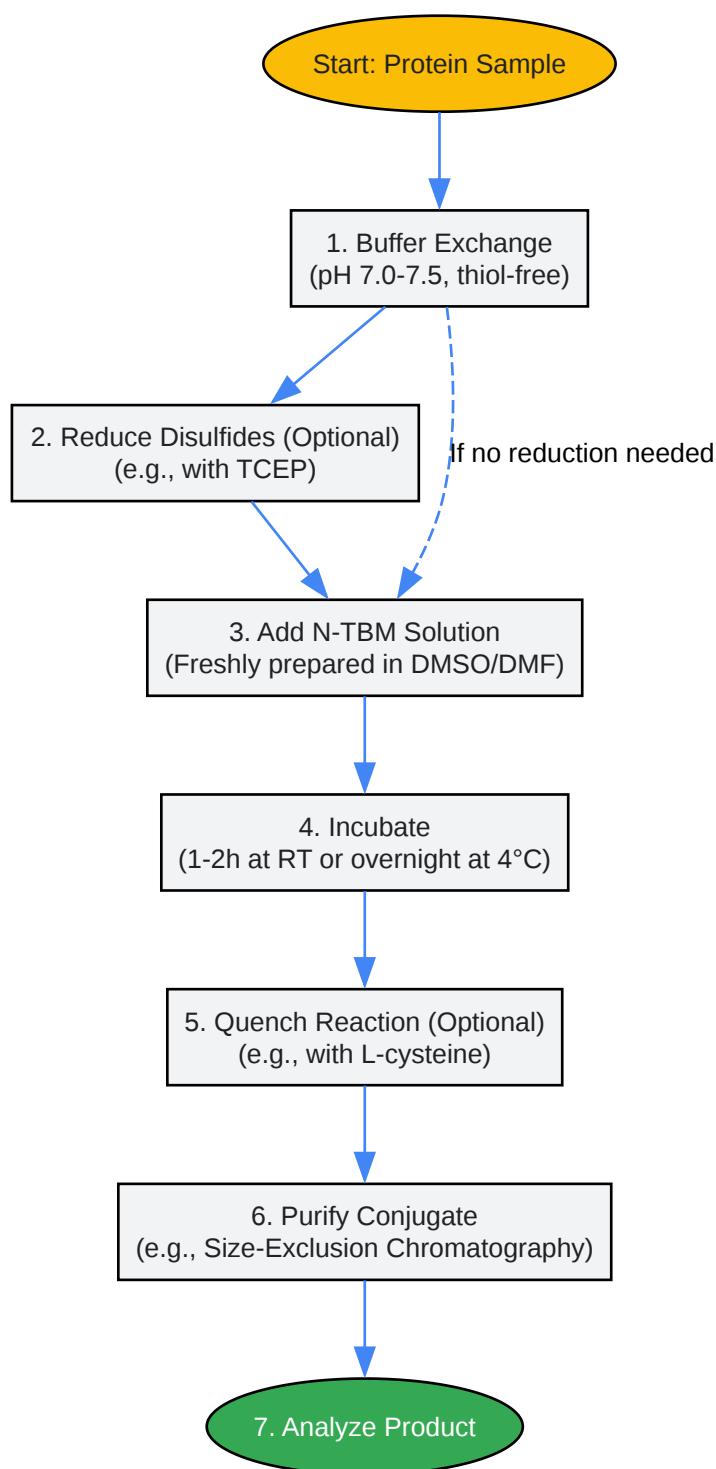 Start: Protein Sample
1. Buffer Exchange
(pH 7.0-7.5, thiol-free)
2. Reduce Disulfides (Optional)
(e.g., with TCEP)
If no reduction needed
3. Add N-TBM Solution
(Freshly prepared in DMSO/DMF)
4. Incubate
(1-2h at RT or overnight at 4°C)
5. Quench Reaction (Optional)
(e.g., with L-cysteine)
6. Purify Conjugate
(e.g., Size-Exclusion Chromatography)
7. Analyze Product